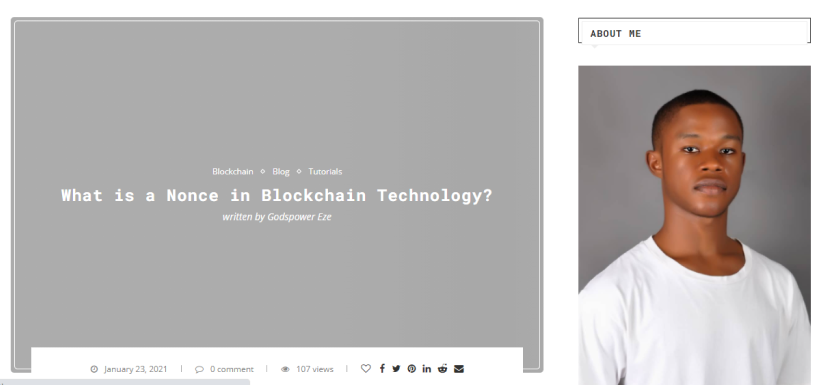 Blockchain Blog Tutorials
What is a Nonce in Blockchain Technology?
written by Godspower Eze
January 23, 2021 | 0 comment | 107 views |
ABOUT ME